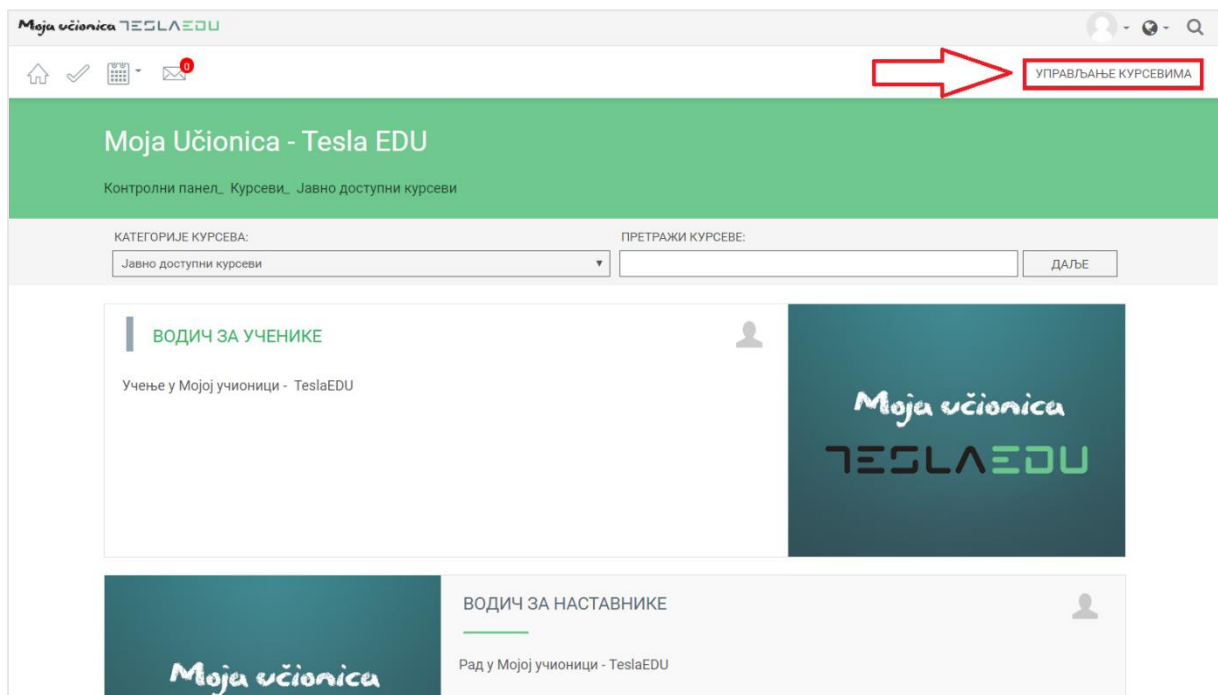 Moja učionica TESLAEDU
0
УПРАВЉАЊЕ КУРСЕВИМА
Moja Učionica - Tesla EDU
Контролни панел_ Курсеви_ Јавно доступни курсеви
КАТЕГОРИЈЕ КУРСЕВА:
ПРЕТРАЖИ КУРСЕВЕ:
Јавно доступни курсеви
ДАЉЕ
ВОДИЧ ЗА УЧЕНИКЕ
Учење у Мојој учионици - TeslaEDU
Moja učionica
TESLAEDU
ВОДИЧ ЗА НАСТАВНИКЕ
Рад у Мојој учионици - TeslaEDU
Moja učionica